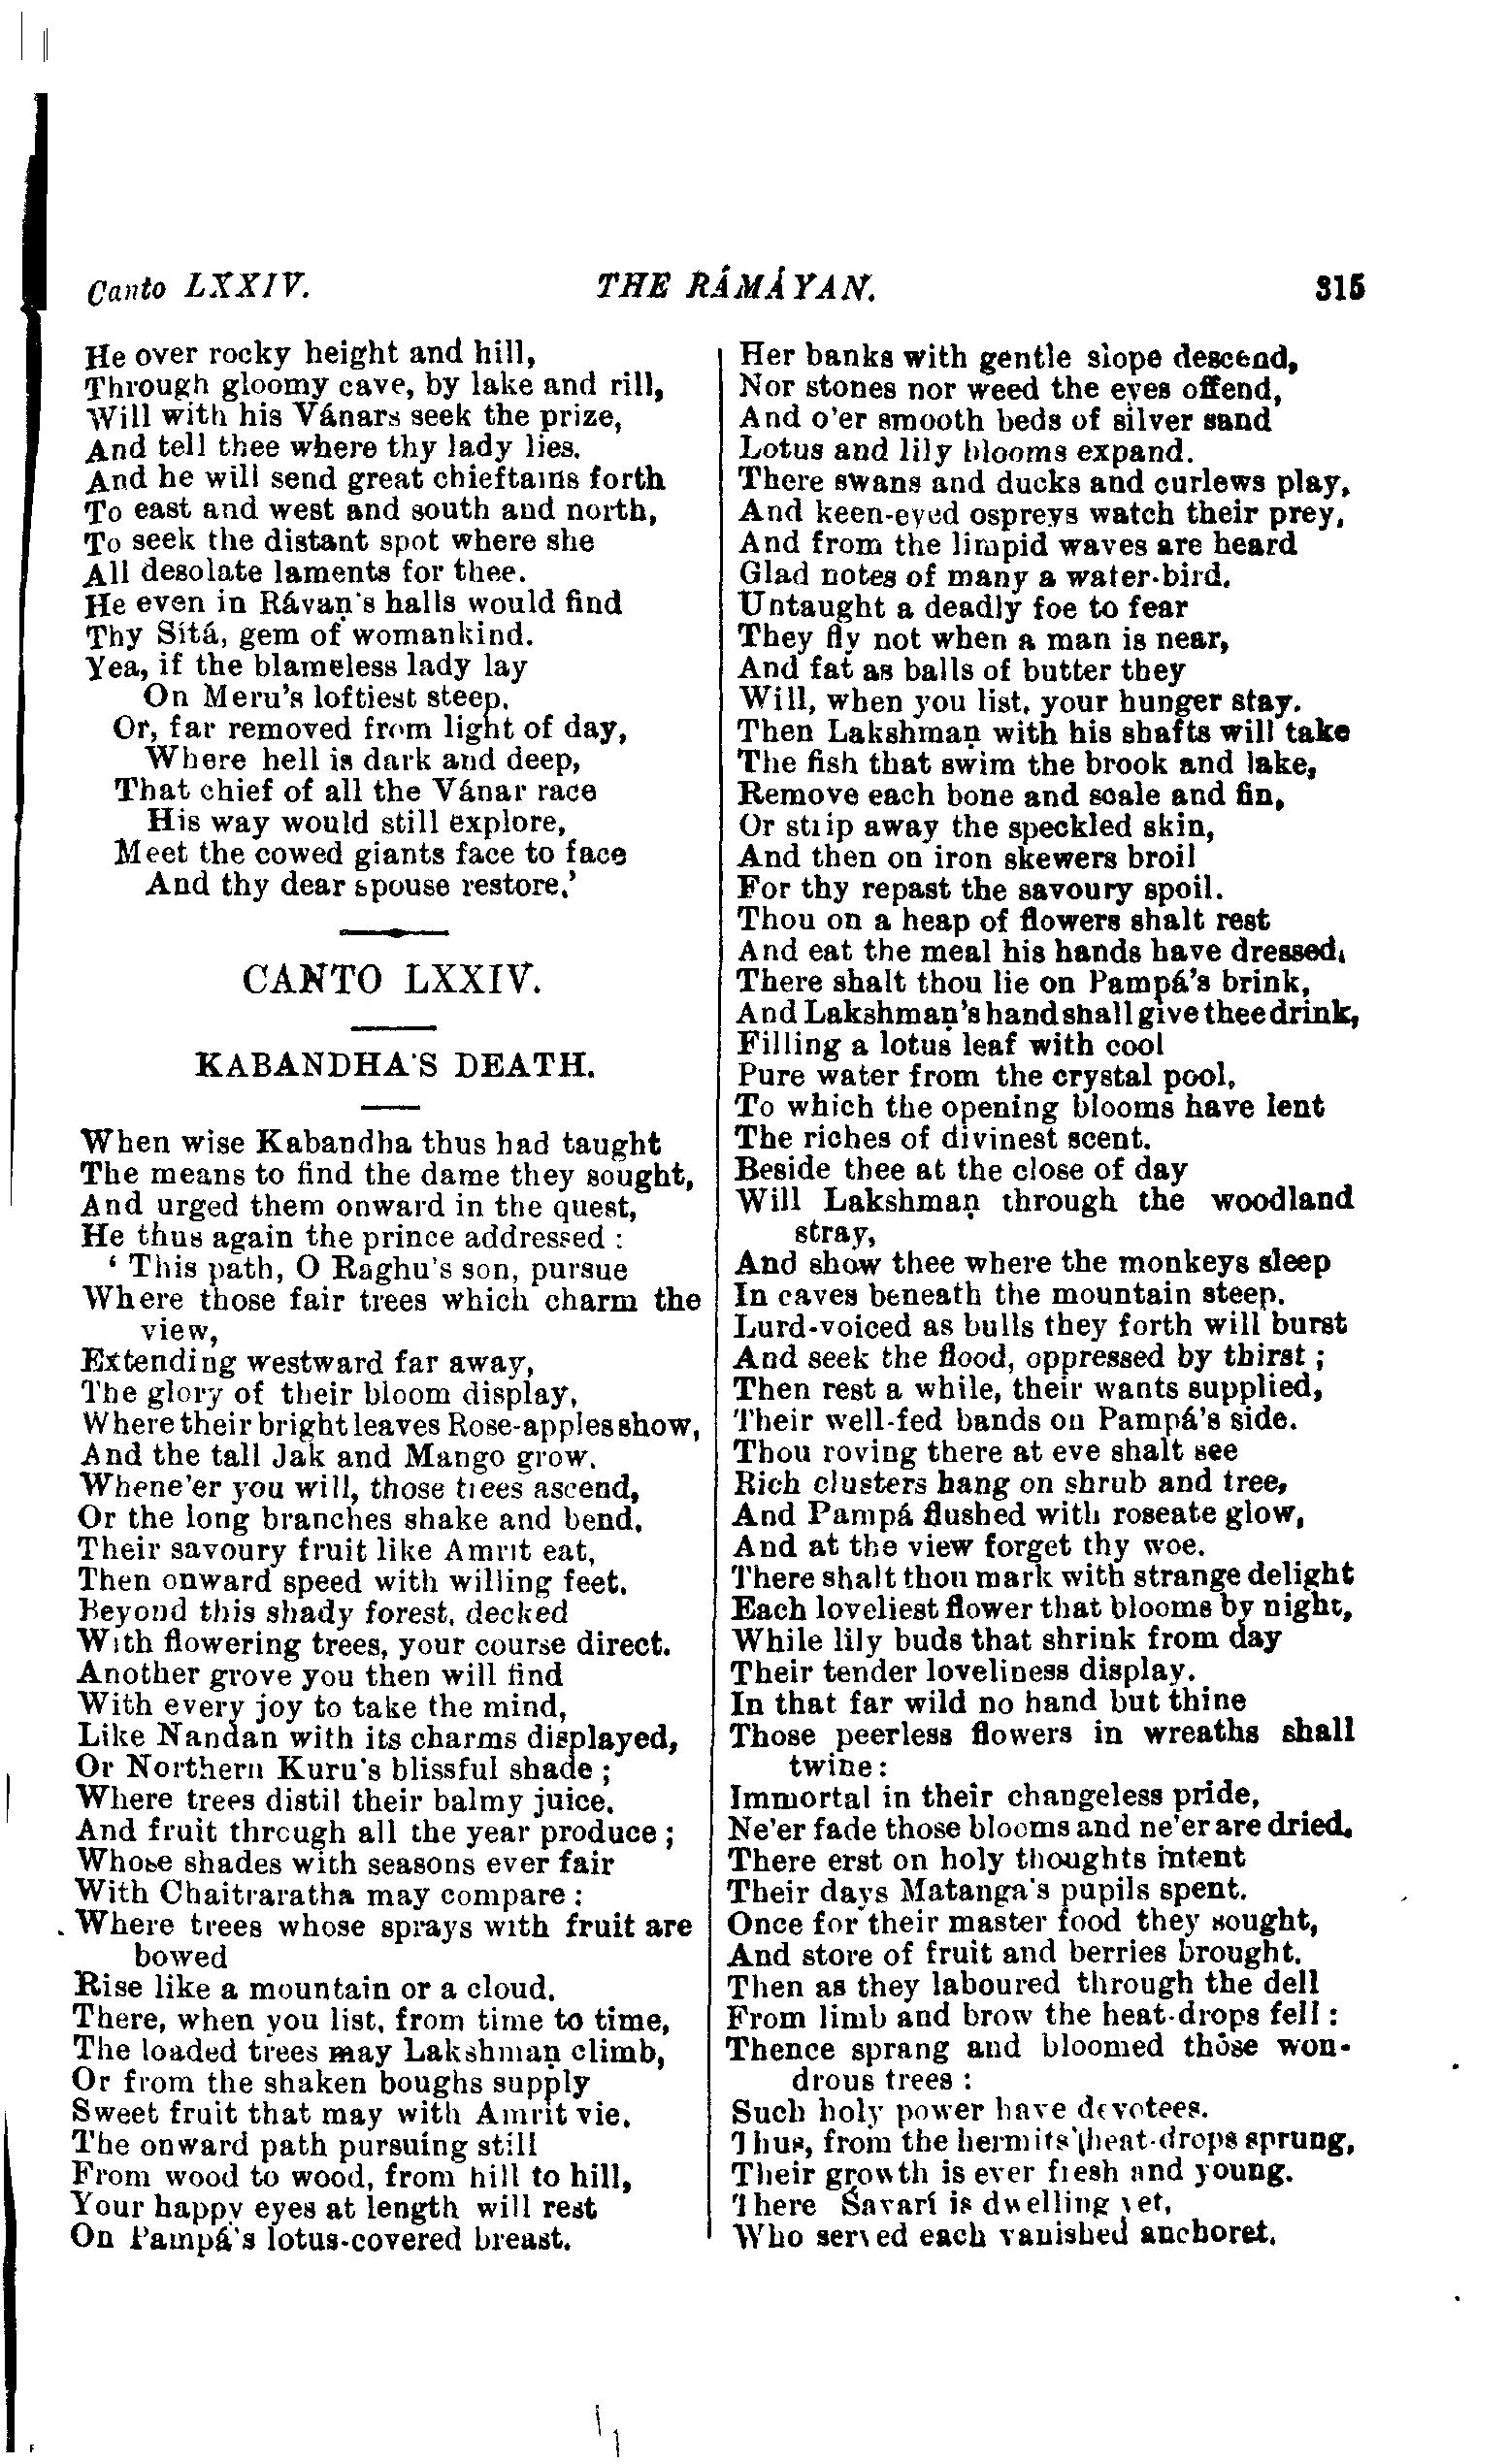 Canto LXXIV. THE RÁMÁYAN. 315
He over rocky height and hill,
Through gloomy cave, by lake and rill,
Will with his Vánars seek the prize,
And tell thee where thy lady lies.
And he will send great chieftains forth
To east and west and south and north,
To seek the distant spot where she
All desolate laments for thee.
He even in Rávaṇ's halls would find
Thy Sítá, gem of womankind.
Yea, if the blameless lady lay
On Meru's loftiest steep,
Or, far removed from light of day,
Where hell is dark and deep,
That chief of all the Vánar race
His way would still explore,
Meet the cowed giants face to face
And thy dear spouse restore.'
CANTO LXXIV.
KABANDHA'S DEATH.
When wise Kabandha thus had taught
The means to find the dame they sought,
And urged them onward in the quest,
He thus again the prince addressed :
‘ This path, O Raghu's son, pursue
Where those fair trees which charm the
view,
Extending westward far away,
The glory of their bloom display,
Where their bright leaves Rose-apples show,
And the tall Jak and Mango grow.
Whene'er you will, those trees ascend,
Or the long branches shake and bend,
Their savoury fruit like Amrit eat,
Then onward speed with willing feet.
Beyond this shady forest, decked
With flowering trees, your course direct.
Another grove you then will find
With every joy to take the mind,
Like Nandan with its charms displayed,
Or Northern Kuru's blissful shade ;
Where trees distil their balmy juice,
And fruit through all the year produce ;
Whose shades with seasons ever fair
With Chaitraratha may compare :
Where trees whose sprays with fruit are
bowed
Rise like a mountain or a cloud.
There, when you list, from time to time,
The loaded trees may Lakshmaṇ climb,
Or from the shaken boughs supply
Sweet fruit that may with Amrit vie.
The onward path pursuing still
From wood to wood, from hill to hill,
Your happy eyes at length will rest
On Pampá's lotus-covered breast.
Her banks with gentle slope descend,
Nor stones nor weed the eyes offend,
And o'er smooth beds of silver sand
Lotus and lily blooms expand.
There swans and ducks and curlews play,
And keen-eyed ospreys watch their prey,
And from the limpid waves are heard
Glad notes of many a water-bird.
Untaught a deadly foe to fear
They fly not when a man is near,
And fat as balls of butter they
Will, when you list, your hunger stay.
Then Lakshmaṇ with his shafts will take
The fish that swim the brook and lake,
Remove each bone and scale and fin,
Or strip away the speckled skin,
And then on iron skewers broil
For thy repast the savoury spoil.
Thou on a heap of flowers shalt rest
And eat the meal his hands have dressed,
There shalt thou lie on Pampá's brink,
And Lakshmaṇ's hand shall give thee drink,
Filling a lotus leaf with cool
Pure water from the crystal pool,
To which the opening blooms have lent
The riches of divinest scent.
Beside thee at the close of day
Will Lakshmaṇ through the woodland
stray,
And show thee where the monkeys sleep
In caves beneath the mountain steep.
Lurd-voiced as bulls they forth will burst
And seek the flood, oppressed by thirst ;
Then rest a while, their wants supplied,
Their well-fed bands on Pampá's side.
Thou roving there at eve shalt see
Rich clusters hang on shrub and tree,
And Pampá flushed with roseate glow,
And at the view forget thy woe.
There shalt thou mark with strange delight
Each loveliest flower that blooms by night,
While lily buds that shrink from day
Their tender loveliness display.
In that far wild no hand but thine
Those peerless flowers in wreaths shall
twine :
Immortal in their changeless pride,
Ne'er fade those blooms and ne'er are dried.
There erst on holy thoughts intent
Their days Matanga's pupils spent.
Once for their master food they sought,
And store of fruit and berries brought.
Then as they laboured through the dell
From limb and brow the heat-drops fell :
Thence sprang and bloomed those won-
drous trees :
Such holy power have devotees.
Thus, from the hermits' heat-drops sprung,
Their growth is ever fresh and young.
There Śavarí is dwelling yet,
Who served each vanished anchoret,